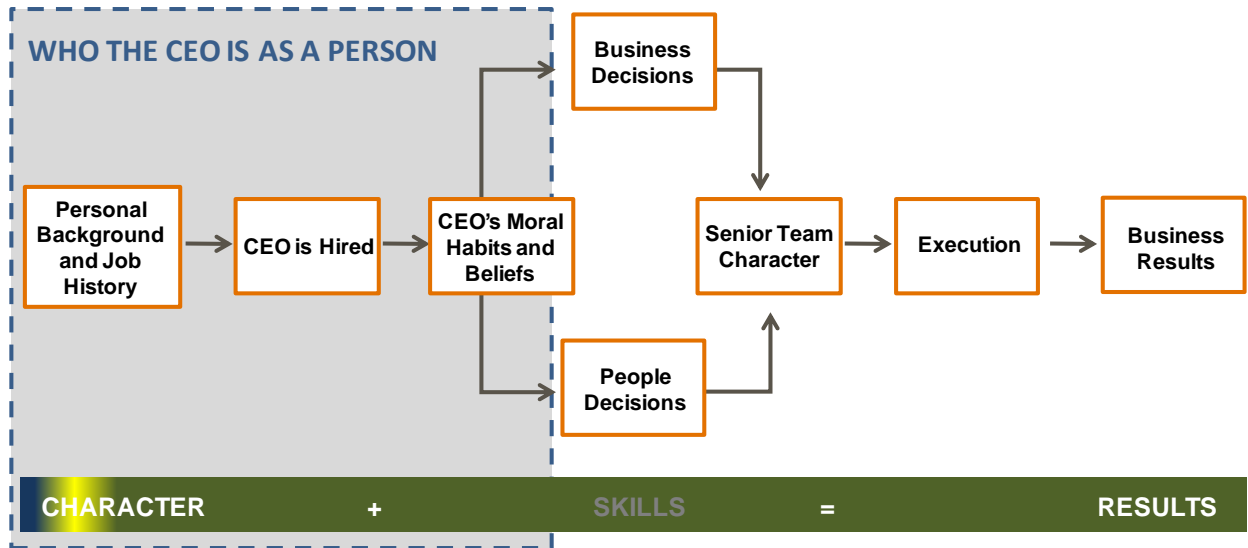 WHO THE CEO IS AS A PERSON
Business
Decisions
Personal
Background
and Job
History
CEO is Hired
CEO’s Moral
Habits and
Beliefs
Senior Team
Character
Execution
Business
Results
People
Decisions
CHARACTER + SKILLS = RESULTS